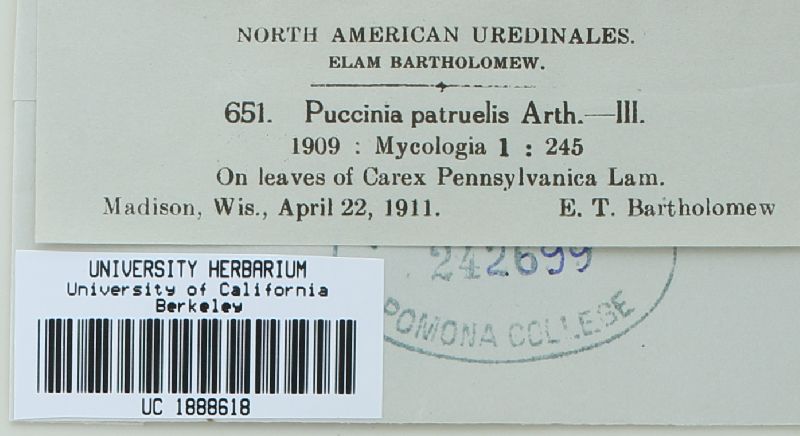 NORTH AMERICAN UREDINALES.
ELAM BARTHOLOMEW.
651. Puccinia patruelis Arth.—III.
1909 : Mycologia 1 : 245
On leaves of Carex Pennsylvanica Lam.
Madison, Wis., April 22, 1911. E. T. Bartholomew
242699
POMONA COLLEGE
UNIVERSITY HERBARIUM
University of California
Berkeley
UC 1888618